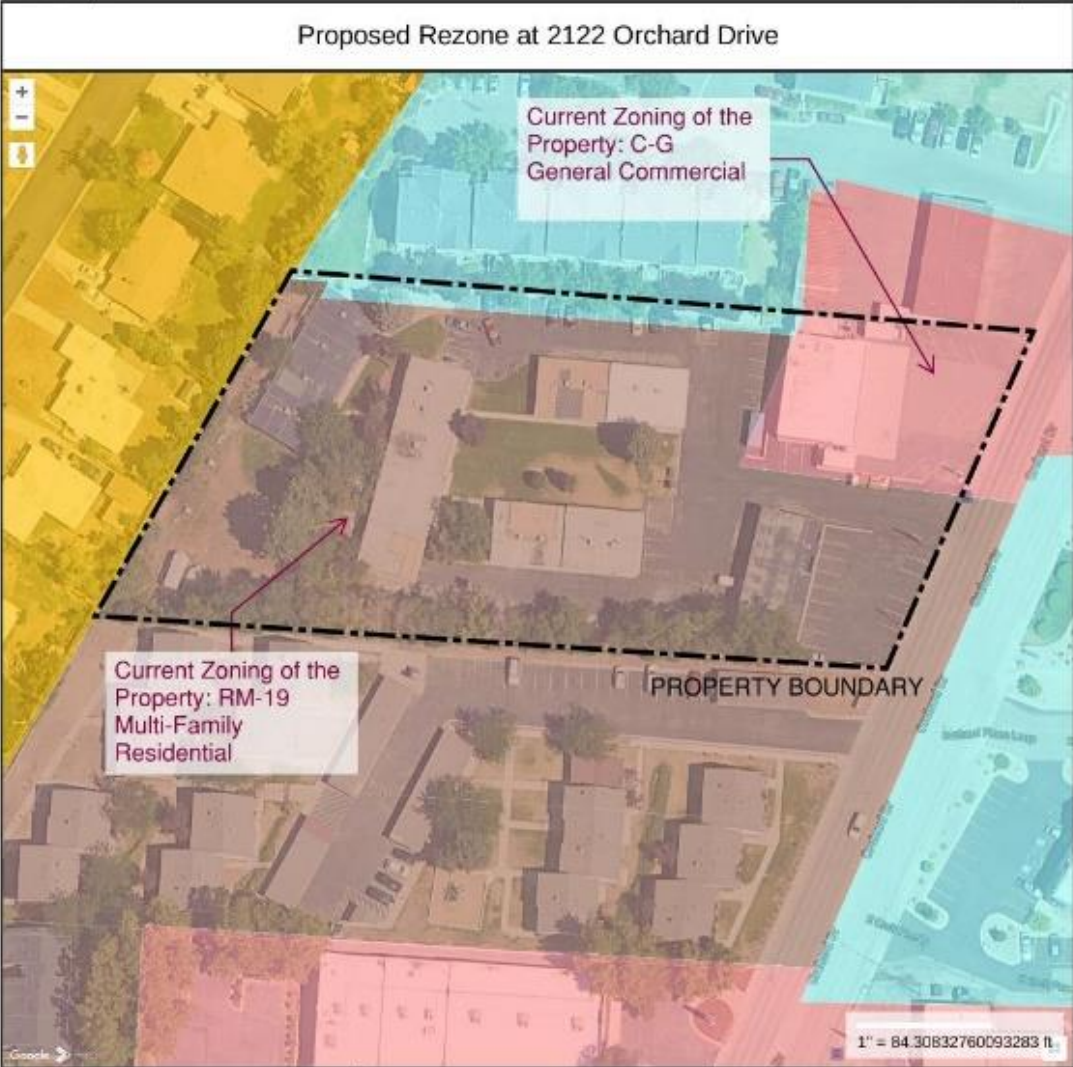 Proposed Rezone at 2122 Orchard Drive
+
−
Current Zoning of the
Property: C-G
General Commercial
Current Zoning of the
Property: RM-19
Multi-Family
Residential
PROPERTY BOUNDARY
Google
1" = 84.30832760093283 ft